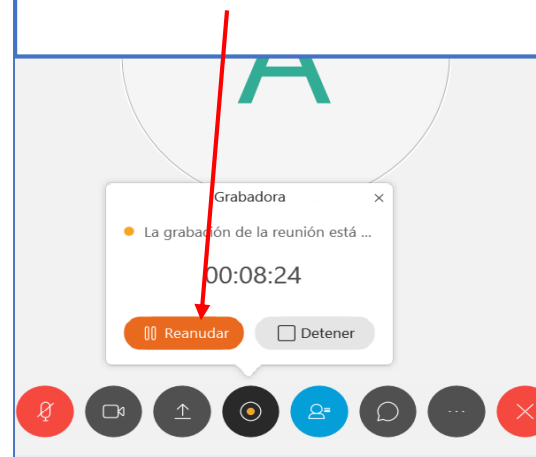 A
Grabadora
La grabación de la reunión está ...
00:08:24
Reanudar
Detener